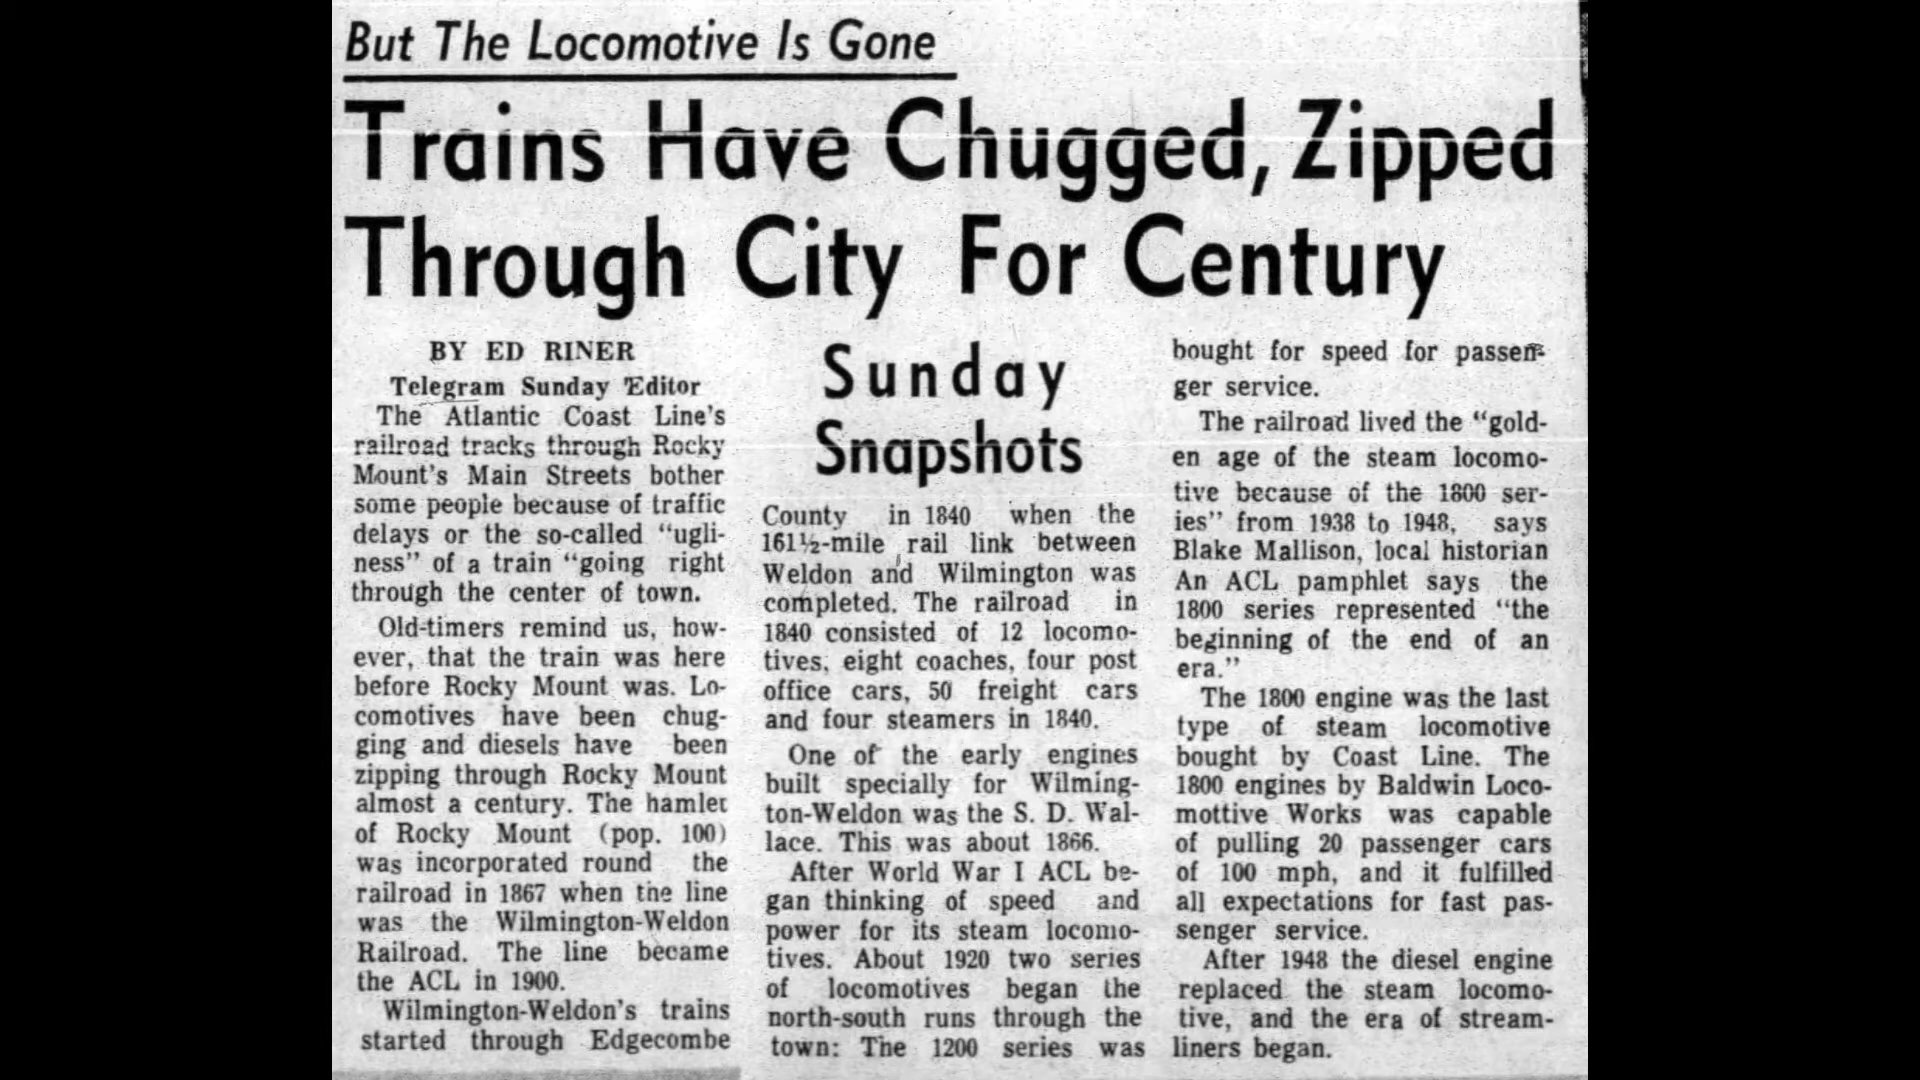 But The Locomotive Is Gone
Trains Have Chugged, Zipped
Through City For Century
BY ED RINER
Telegram Sunday Editor
The Atlantic Coast Line's
railroad tracks through Rocky
Mount's Main Streets bother
some people because of traffic
delays or the so-called "ugli-
ness" of a train "going right
through the center of town.
Old-timers remind us, how-
ever, that the train was here
before Rocky Mount was. Lo-
comotives have been chug-
ging and diesels have been
zipping through Rocky Mount
almost a century. The hamlet
of Rocky Mount (pop. 100)
was incorporated round the
railroad in 1867 when the line
was the Wilmington-Weldon
Railroad. The line became
the ACL in 1900.
Wilmington-Weldon's trains
started through Edgecombe
Sunday
Snapshots
County in 1840 when the
161½-mile rail link between
Weldon and Wilmington was
completed. The railroad in
1840 consisted of 12 locomo-
tives, eight coaches, four post
office cars, 50 freight cars
and four steamers in 1840.
One of the early engines
built specially for Wilming-
ton-Weldon was the S. D. Wal-
lace. This was about 1866.
After World War I ACL be-
gan thinking of speed and
power for its steam locomo-
tives. About 1920 two series
of locomotives began the
north-south runs through the
town: The 1200 series was
bought for speed for passen-
ger service.
The railroad lived the "gold-
en age of the steam locomo-
tive because of the 1800 ser-
ies" from 1938 to 1948, says
Blake Mallison, local historian
An ACL pamphlet says the
1800 series represented "the
beginning of the end of an
era."
The 1800 engine was the last
type of steam locomotive
bought by Coast Line. The
1800 engines by Baldwin Loco-
mottive Works was capable
of pulling 20 passenger cars
of 100 mph, and it fulfilled
all expectations for fast pas-
senger service.
After 1948 the diesel engine
replaced the steam locomo-
tive, and the era of stream-
liners began.